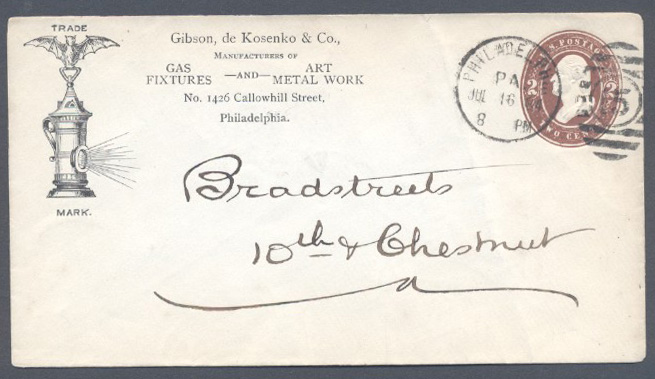 TRADE
MARK.
Gibson, de Kosenko & Co.,
MANUFACTURERS OF
GAS FIXTURES —AND— ART METAL WORK
No. 1426 Callowhill Street,
Philadelphia.
PHILADELPHIA
PA
JUL 16
8 PM
U.S. POSTAGE
TWO CENTS
2 2
Bradstreets
10th & Chestnut